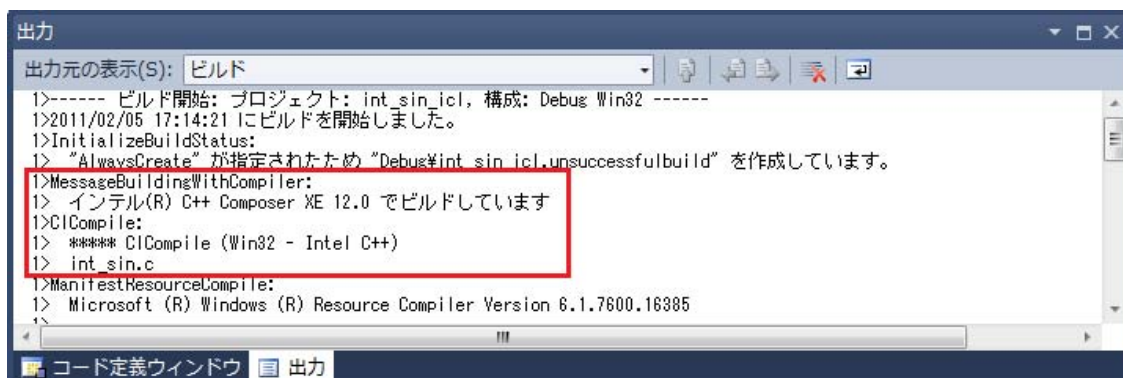 出力
出力元の表示(S): ビルド
1>------ ビルド開始: プロジェクト: int_sin_icl, 構成: Debug Win32 ------
1>2011/02/05 17:14:21 にビルドを開始しました。
1>InitializeBuildStatus:
1>  "AlwaysCreate" が指定されたため "Debug¥int_sin_icl.unsuccessfulbuild" を作成しています。
1>MessageBuildingWithCompiler:
1>  インテル(R) C++ Composer XE 12.0 でビルドしています
1>ClCompile:
1>  ***** ClCompile (Win32 - Intel C++)
1>  int_sin.c
1>ManifestResourceCompile:
1>  Microsoft (R) Windows (R) Resource Compiler Version 6.1.7600.16385
1>
コード定義ウィンドウ 出力